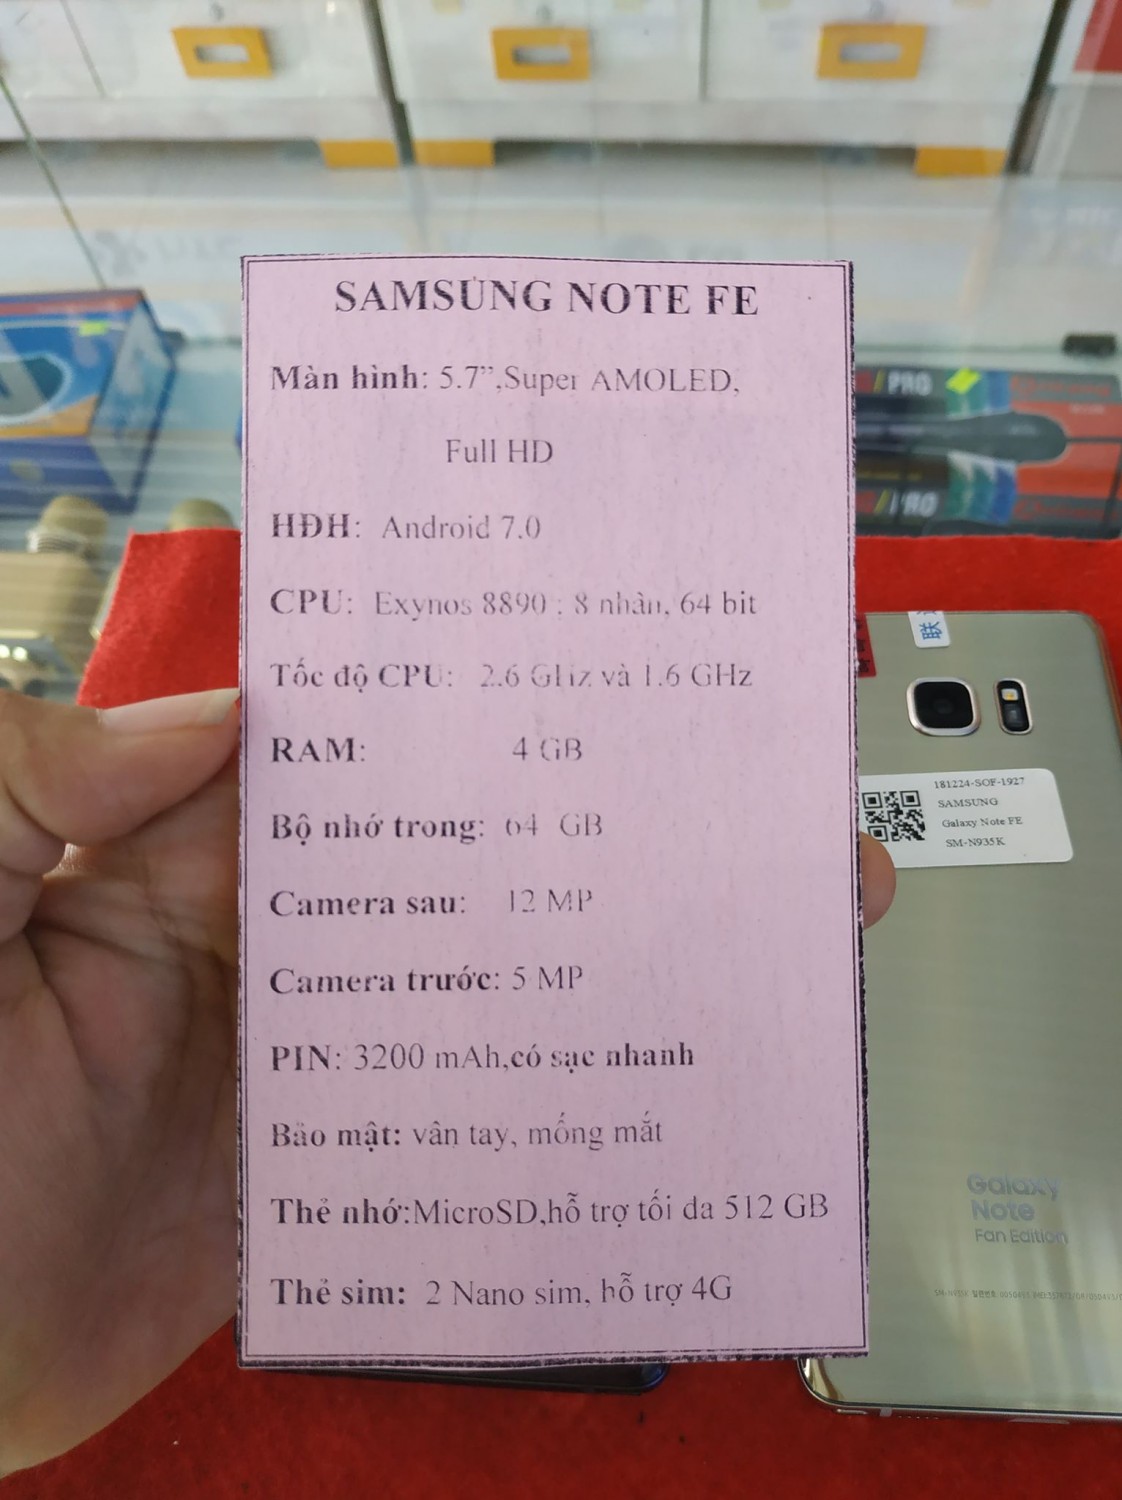 SAMSUNG NOTE FE
Màn hình: 5.7”,Super AMOLED,
Full HD
HĐH: Android 7.0
CPU: Exynos 8890 : 8 nhân, 64 bit
Tốc độ CPU: 2.6 GHz và 1.6 GHz
RAM: 4 GB
Bộ nhớ trong: 64 GB
Camera sau: 12 MP
Camera trước: 5 MP
PIN: 3200 mAh,có sạc nhanh
Bảo mật: vân tay, mống mắt
Thẻ nhớ:MicroSD,hỗ trợ tối đa 512 GB
Thẻ sim: 2 Nano sim, hỗ trợ 4G
PRO
PRO
联
181224-SOF-1927
SAMSUNG
Galaxy Note FE
SM-N935K
Galaxy
Note
Fan Edition